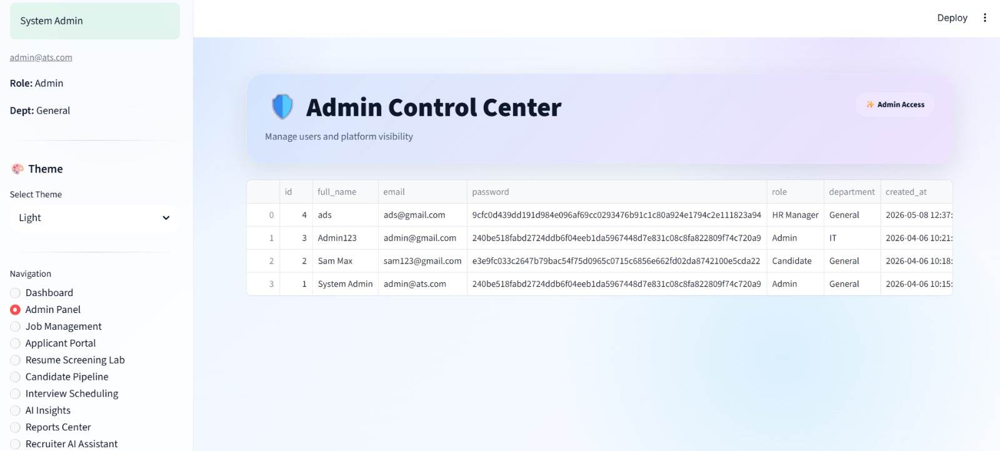 System Admin
admin@ats.com
Role: Admin
Dept: General
Theme
Select Theme
Light
Navigation
Dashboard
Admin Panel
Job Management
Applicant Portal
Resume Screening Lab
Candidate Pipeline
Interview Scheduling
AI Insights
Reports Center
Recruiter AI Assistant
Deploy
Admin Control Center
Admin Access
Manage users and platform visibility
id full_name email password role department created_at
0 4 ads ads@gmail.com 9cfc0d439dd191d984e096af69cc0293476b91c1c80a924e1794c2e111823a94 HR Manager General 2026-05-08 12:37:
1 3 Admin123 admin@gmail.com 240be518fabd2724ddb6f04eeb1da5967448d7e831c08c8fa822809f74c720a9 Admin IT 2026-04-06 10:21:
2 2 Sam Max sam123@gmail.com e3e9fc033c2647b79bac54f75d0965c0715c6856e662fd02da8742100e5cda22 Candidate General 2026-04-06 10:18:
3 1 System Admin admin@ats.com 240be518fabd2724ddb6f04eeb1da5967448d7e831c08c8fa822809f74c720a9 Admin General 2026-04-06 10:15: